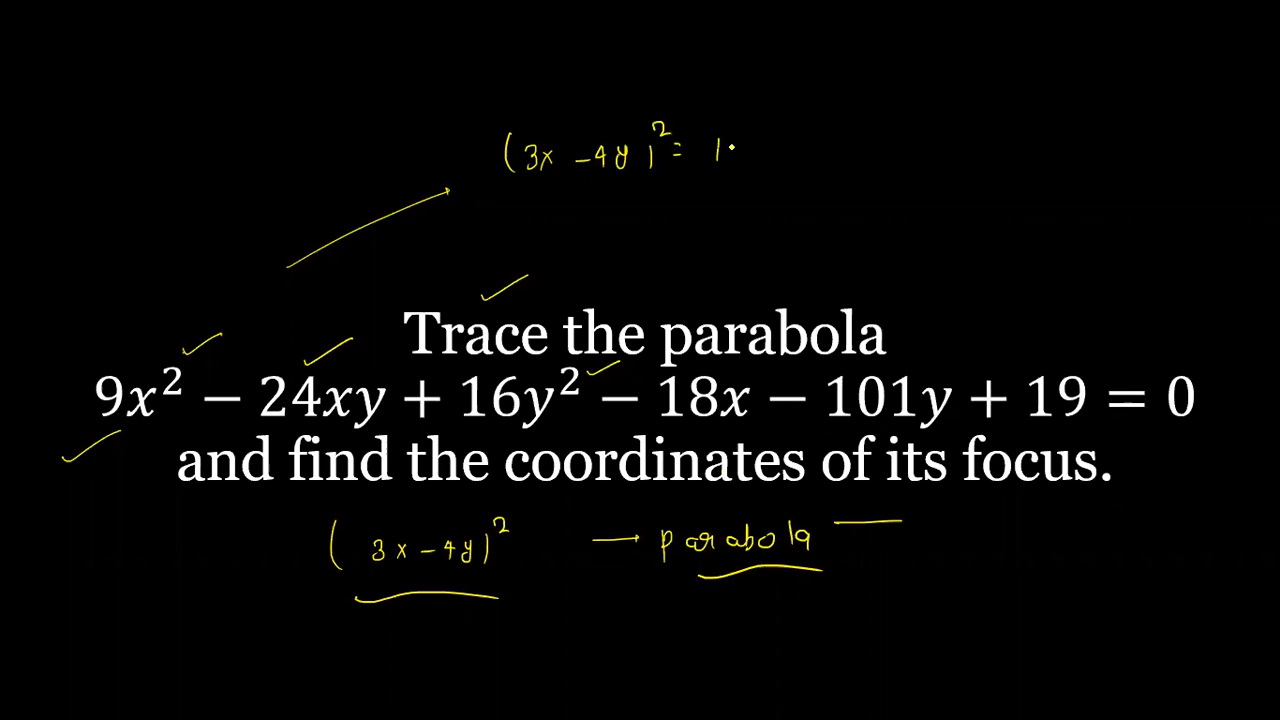 (3x - 4y)² = 1
Trace the parabola
9x² − 24xy + 16y² − 18x − 101y + 19 = 0
and find the coordinates of its focus.
(3x - 4y)² → parabola